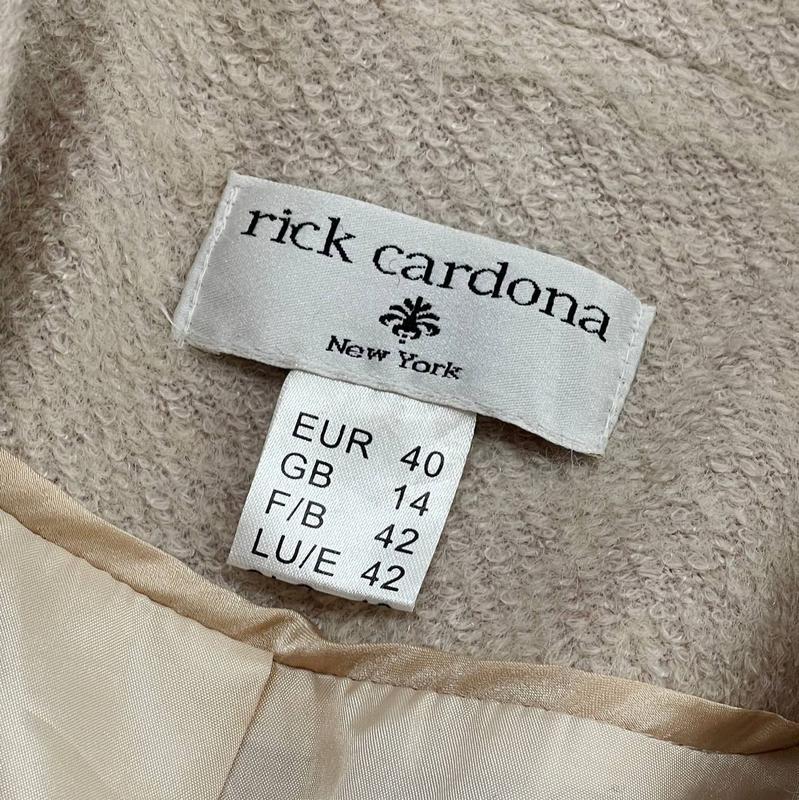 rick cardona
New York
EUR 40
GB 14
F/B 42
LU/E 42